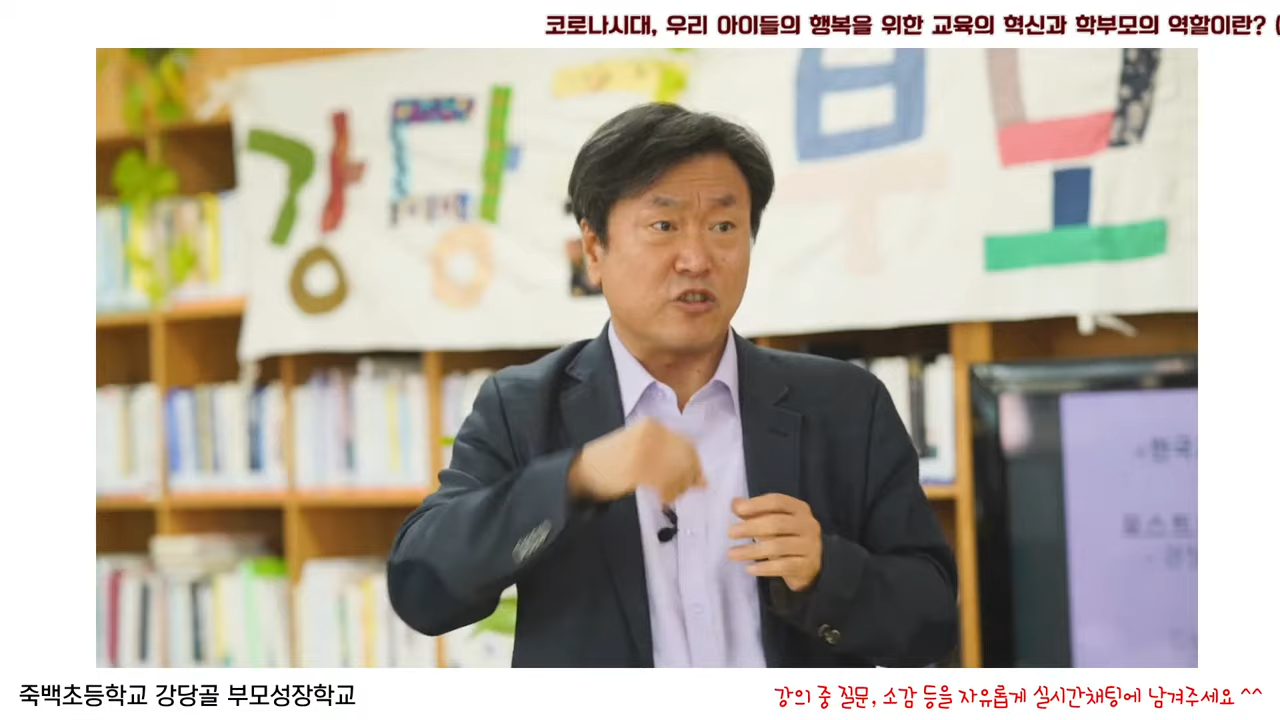 코로나시대, 우리 아이들의 행복을 위한 교육의 혁신과 학부모의 역할이란? (
강당골 부모
죽백초등학교 강당골 부모성장학교
강의 중 질문, 소감 등을 자유롭게 실시간채팅에 남겨주세요 ^^